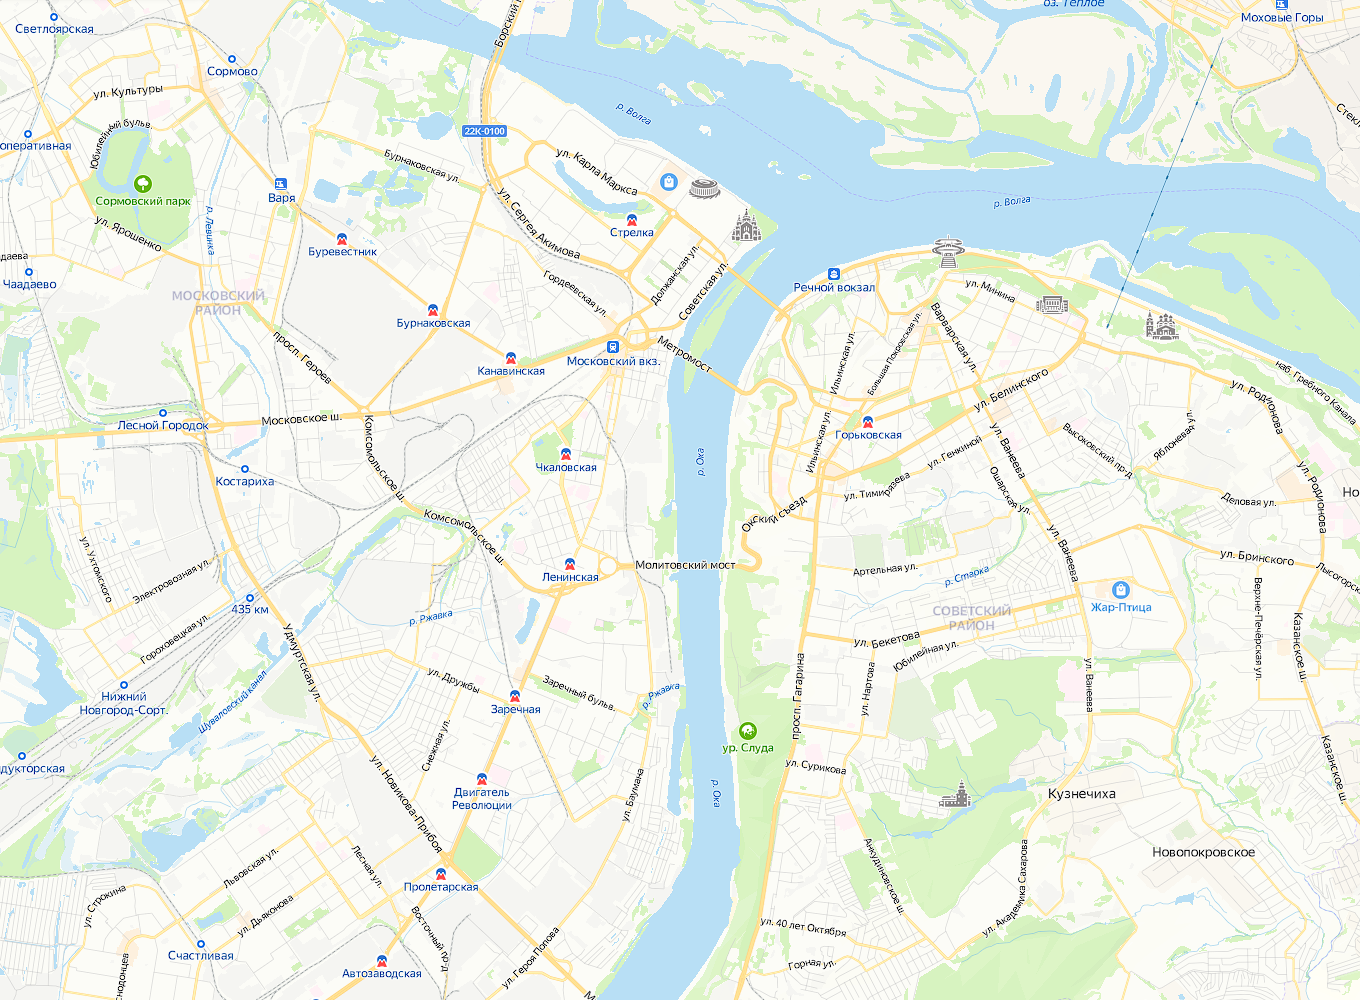 оз. Тёплое
Моховые Горы
Светлоярская
Сормово
ул. Культуры
Юбилейный бульв.
Сормовский парк
ул. Ярошенко
р. Левинка
Варя
Бурнаковская ул.
22К-0100
р. Волга
ул. Карла Маркса
ул. Сергея Акимова
Стрелка
р. Волга
Буревестник
Чаадаево
МОСКОВСКИЙ
РАЙОН
Бурнаковская
Гордеевская ул.
Должанская ул.
Советская ул.
Речной вокзал
ул. Минина
просп. Героев
Канавинская
Московский вкз.
Метромост
Ильинская ул.
Большая Покровская ул.
Варварская ул.
ул. Белинского
наб. Гребного Канала
ул. Родионова
Лесной Городок
Московское ш.
Комсомольское ш.
Чкаловская
р. Ока
Ильинская ул.
Горьковская
ул. Генкиной
ул. Ванеева
Высоковский пр-д
Яблоневая
ул.
Костариха
ул. Тимирязева
Ошарская ул.
Деловая ул.
ул. Родионова
Комсомольское ш.
Окский съезд
ул. Ванеева
ул. Ухтомского
Электровозная ул.
Ленинская
Молитовский мост
Артельная ул.
р. Старка
ул. Бринского
435 км
р. Ржавка
СОВЕТСКИЙ
РАЙОН
Жар-Птица
Верхне-Печёрская ул.
Казанское ш.
Гороховецкая ул.
Удмуртская ул.
ул. Бекетова
Юбилейная ул.
Нижний
Новгород-Сорт.
Шуваловский канал
ул. Дружбы
Заречная
Заречный бульв.
р. Ржавка
просп. Гагарина
ул. Нартова
ул. Ванеева
Снежная ул.
ур. Слуда
ул. Сурикова
Казанское ш.
ул. Новикова-Прибоя
Двигатель
Революции
ул. Баумана
р. Ока
Кузнечиха
Новопокровское
Львовская ул.
Лесная ул.
Пролетарская
Анкудиновское ш.
ул. Академика Сахарова
ул. Строкина
ул. Дьяконова
Восточный пр-д
ул. 40 лет Октября
Счастливая
Автозаводская
ул. Героя Попова
Горная ул.